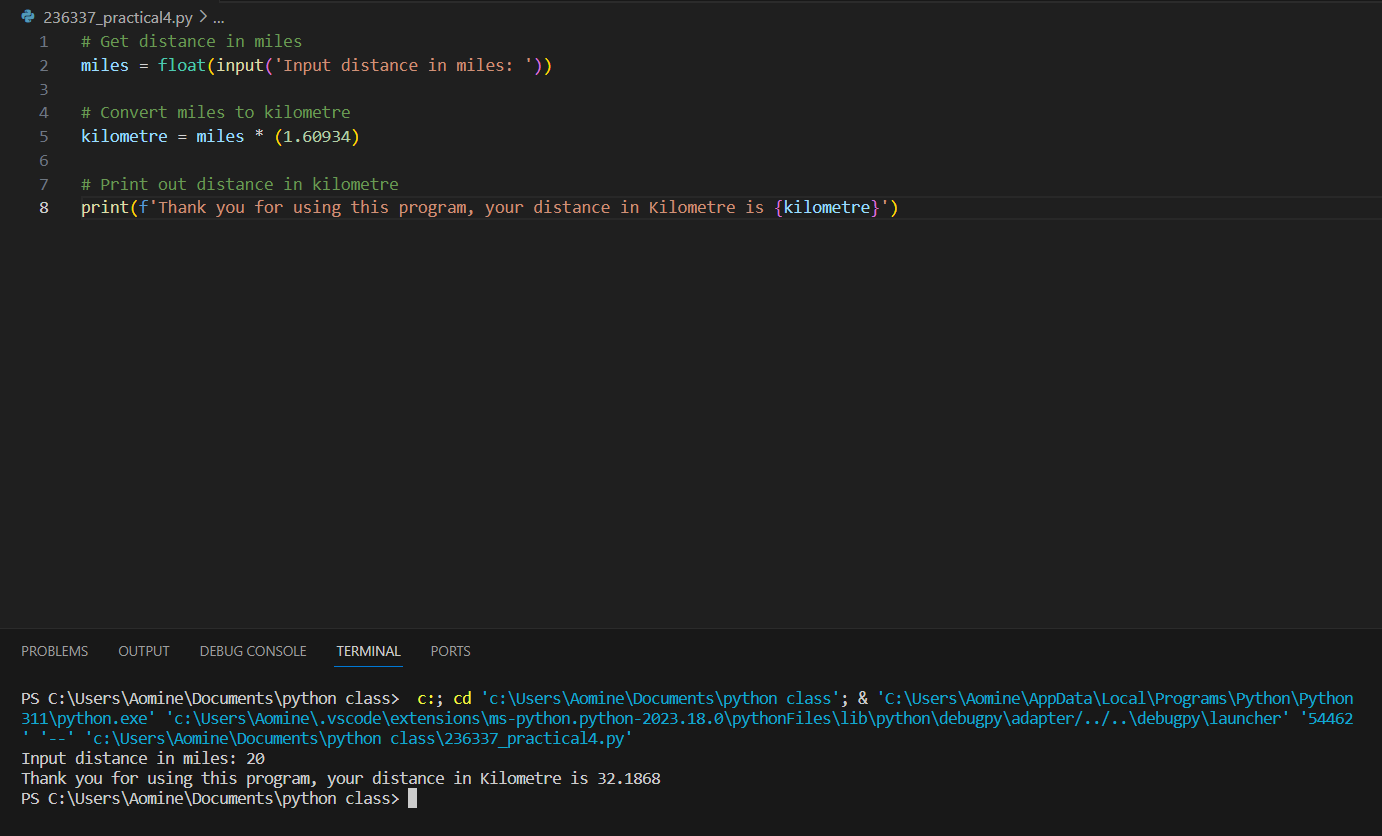 236337_practical4.py > ...
1 # Get distance in miles
2 miles = float(input('Input distance in miles: '))
3
4 # Convert miles to kilometre
5 kilometre = miles * (1.60934)
6
7 # Print out distance in kilometre
8 print(f'Thank you for using this program, your distance in Kilometre is {kilometre}')
PROBLEMS OUTPUT DEBUG CONSOLE TERMINAL PORTS
PS C:\Users\Aomine\Documents\python class>  c:; cd 'c:\Users\Aomine\Documents\python class'; & 'C:\Users\Aomine\AppData\Local\Programs\Python\Python
311\python.exe' 'c:\Users\Aomine\.vscode\extensions\ms-python.python-2023.18.0\pythonFiles\lib\python\debugpy\adapter/../..\debugpy\launcher' '54462
' '--' 'c:\Users\Aomine\Documents\python class\236337_practical4.py'
Input distance in miles: 20
Thank you for using this program, your distance in Kilometre is 32.1868
PS C:\Users\Aomine\Documents\python class>